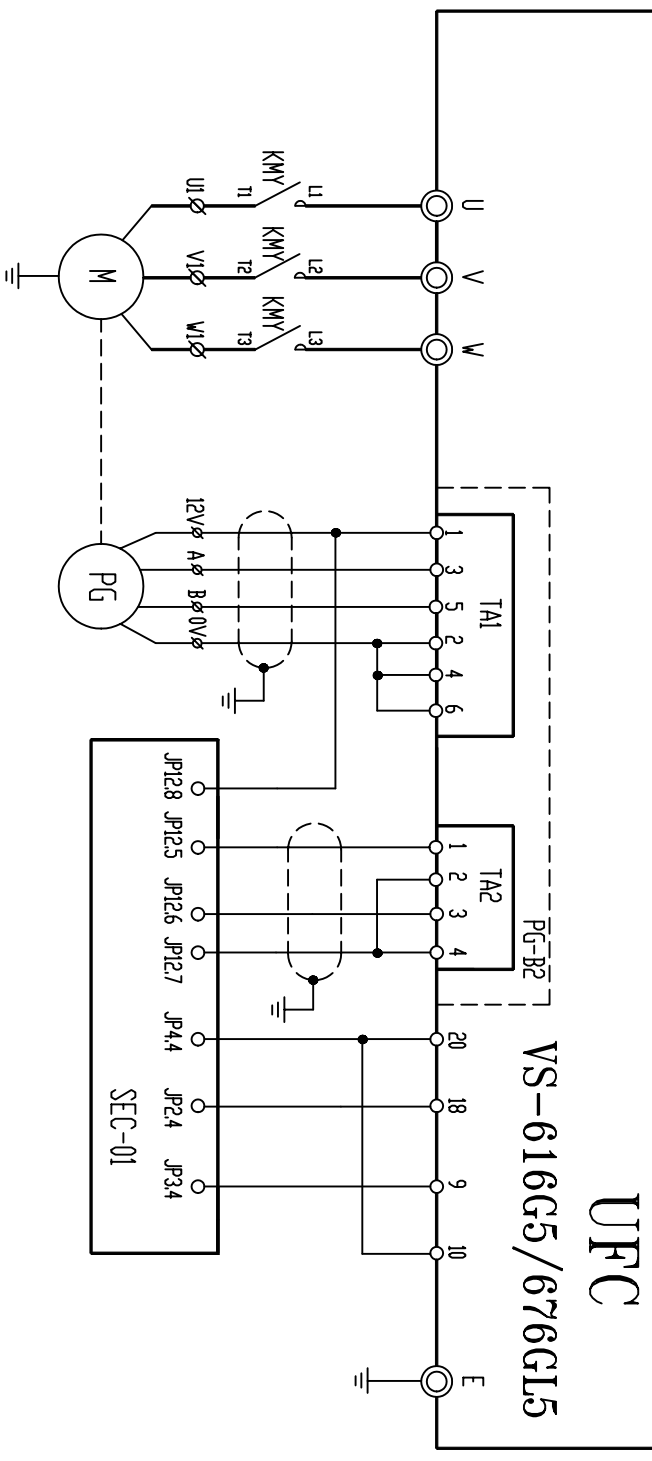 UFC
VS-616G5/676GL5
U
V
W
L1
L2
L3
KMY
KMY
KMY
T1
T2
T3
U1
V1
W1
M
PG-B2
TA1
1
3
5
2
4
6
12V
A
B
0V
PG
TA2
1
2
3
4
20
18
9
10
E
JP12.8
JP12.5
JP12.6
JP12.7
JP4.4
JP2.4
JP3.4
SEC-01